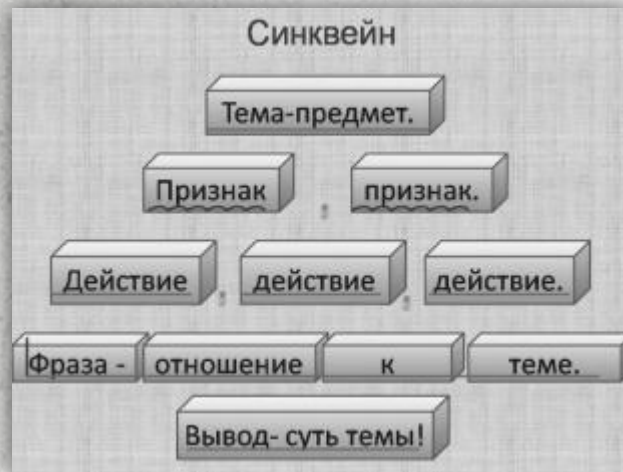 Синквейн
Тема-предмет.
Признак , признак.
Действие , действие , действие.
Фраза - отношение к теме.
Вывод- суть темы!